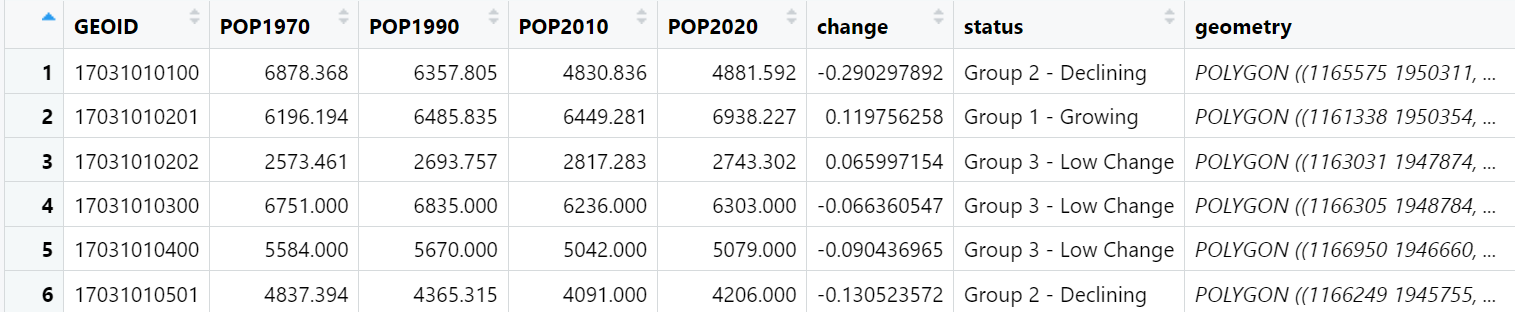 GEOID POP1970 POP1990 POP2010 POP2020 change status geometry
1 17031010100 6878.368 6357.805 4830.836 4881.592 -0.290297892 Group 2 - Declining POLYGON ((1165575 1950311, ...
2 17031010201 6196.194 6485.835 6449.281 6938.227 0.119756258 Group 1 - Growing POLYGON ((1161338 1950354, ...
3 17031010202 2573.461 2693.757 2817.283 2743.302 0.065997154 Group 3 - Low Change POLYGON ((1163031 1947874, ...
4 17031010300 6751.000 6835.000 6236.000 6303.000 -0.066360547 Group 3 - Low Change POLYGON ((1166305 1948784, ...
5 17031010400 5584.000 5670.000 5042.000 5079.000 -0.090436965 Group 3 - Low Change POLYGON ((1166950 1946660, ...
6 17031010501 4837.394 4365.315 4091.000 4206.000 -0.130523572 Group 2 - Declining POLYGON ((1166249 1945755, ...